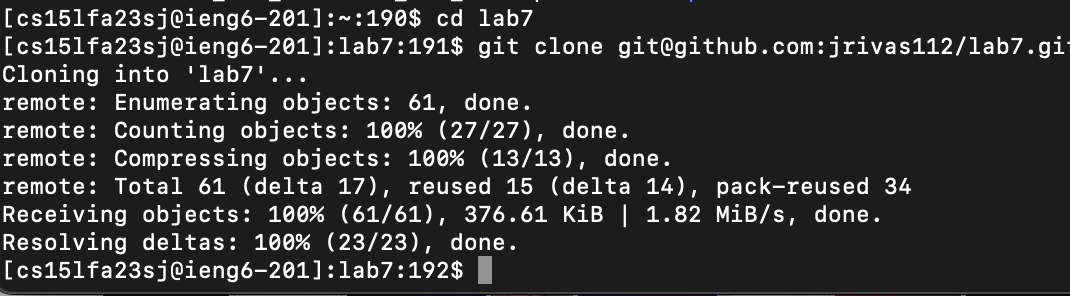 [cs15lfa23sj@ieng6-201]:~:190$ cd lab7
[cs15lfa23sj@ieng6-201]:lab7:191$ git clone git@github.com:jrivas112/lab7.git
Cloning into 'lab7'...
remote: Enumerating objects: 61, done.
remote: Counting objects: 100% (27/27), done.
remote: Compressing objects: 100% (13/13), done.
remote: Total 61 (delta 17), reused 15 (delta 14), pack-reused 34
Receiving objects: 100% (61/61), 376.61 KiB | 1.82 MiB/s, done.
Resolving deltas: 100% (23/23), done.
[cs15lfa23sj@ieng6-201]:lab7:192$